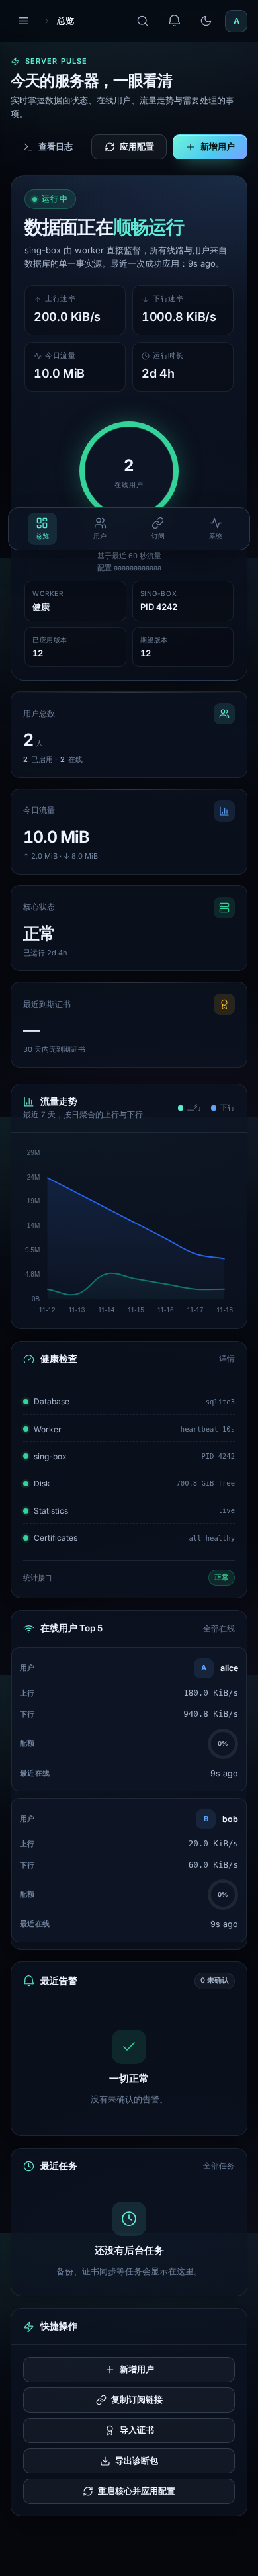 总览
A
SERVER PULSE
今天的服务器，一眼看清
实时掌握数据面状态、在线用户、流量走势与需要处理的事
项。
查看日志
应用配置
新增用户
运行中
数据面正在顺畅运行
sing-box 由 worker 直接监督，所有线路与用户来自
数据库的单一事实源。最近一次成功应用：9s ago。
上行速率
下行速率
200.0 KiB/s
1000.8 KiB/s
今日流量
运行时长
10.0 MiB
2d 4h
2
在线用户
总览
用户
订阅
系统
基于最近 60 秒流量
配置 aaaaaaaaaaaa
WORKER
SING-BOX
健康
PID 4242
已应用版本
期望版本
12
12
用户总数
2 人
2 已启用 · 2 在线
今日流量
10.0 MiB
↑ 2.0 MiB · ↓ 8.0 MiB
核心状态
正常
已运行 2d 4h
最近到期证书
—
30 天内无到期证书
流量走势
最近 7 天，按日聚合的上行与下行
上行
下行
29M
24M
19M
14M
9.5M
4.8M
0B
11-12 11-13 11-14 11-15 11-16 11-17 11-18
健康检查
详情
Database
sqlite3
Worker
heartbeat 10s
sing-box
PID 4242
Disk
700.8 GiB free
Statistics
live
Certificates
all healthy
统计接口
正常
在线用户 Top 5
全部在线
用户
A alice
上行
180.0 KiB/s
下行
940.8 KiB/s
配额
0%
最近在线
9s ago
用户
B bob
上行
20.0 KiB/s
下行
60.0 KiB/s
配额
0%
最近在线
9s ago
最近告警
0 未确认
一切正常
没有未确认的告警。
最近任务
全部任务
还没有后台任务
备份、证书同步等任务会显示在这里。
快捷操作
新增用户
复制订阅链接
导入证书
导出诊断包
重启核心并应用配置